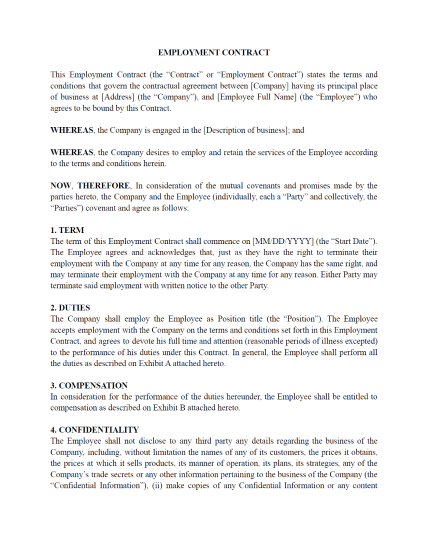 EMPLOYMENT CONTRACT
This Employment Contract (the “Contract” or “Employment Contract”) states the terms and
conditions that govern the contractual agreement between [Company] having its principal place
of business at [Address] (the “Company”), and [Employee Full Name] (the “Employee”) who
agrees to be bound by this Contract.
WHEREAS, the Company is engaged in the [Description of business]; and
WHEREAS, the Company desires to employ and retain the services of the Employee according
to the terms and conditions herein.
NOW, THEREFORE, In consideration of the mutual covenants and promises made by the
parties hereto, the Company and the Employee (individually, each a “Party” and collectively, the
“Parties”) covenant and agree as follows:
1. TERM
The term of this Employment Contract shall commence on [MM/DD/YYYY] (the “Start Date”).
The Employee agrees and acknowledges that, just as they have the right to terminate their
employment with the Company at any time for any reason, the Company has the same right, and
may terminate their employment with the Company at any time for any reason. Either Party may
terminate said employment with written notice to the other Party.
2. DUTIES
The Company shall employ the Employee as Position title (the “Position”). The Employee
accepts employment with the Company on the terms and conditions set forth in this Employment
Contract, and agrees to devote his full time and attention (reasonable periods of illness excepted)
to the performance of his duties under this Contract. In general, the Employee shall perform all
the duties as described on Exhibit A attached hereto.
3. COMPENSATION
In consideration for the performance of the duties hereunder, the Employee shall be entitled to
compensation as described on Exhibit B attached hereto.
4. CONFIDENTIALITY
The Employee shall not disclose to any third party any details regarding the business of the
Company, including, without limitation the names of any of its customers, the prices it obtains,
the prices at which it sells products, its manner of operation, its plans, its strategies, any of the
Company’s trade secrets or any other information pertaining to the business of the Company (the
“Confidential Information”), (ii) make copies of any Confidential Information or any content